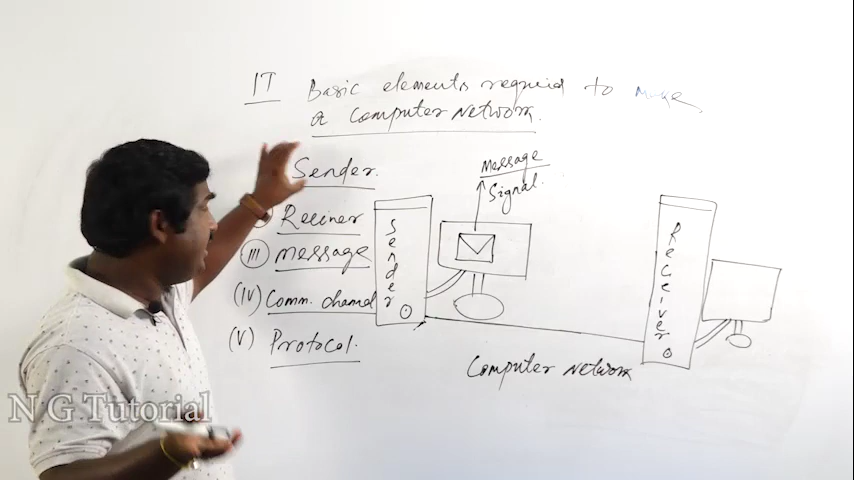 IT Basic elements required to make
a Computer Network.
Sender.
Receiver
(III) message
(IV) Comm. channel
(V) Protocol.
Message
Signal.
Sender
Receiver
Computer Network
N G Tutorial